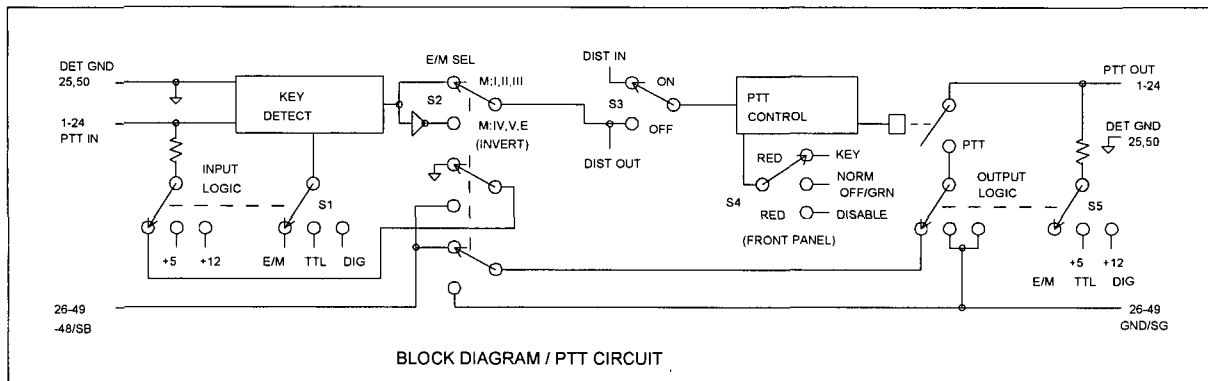 DET GND
25,50
1-24
PTT IN
KEY
DETECT
INPUT
LOGIC
S1
+5
+12
E/M
TTL
DIG
26-49
-48/SB
E/M SEL
M:I,II,III
S2
M:IV,V,E
(INVERT)
DIST IN
ON
S3
OFF
DIST OUT
PTT
CONTROL
RED
KEY
NORM
OFF/GRN
S4
RED
DISABLE
(FRONT PANEL)
PTT
OUTPUT
LOGIC
PTT OUT
1-24
DET GND
25,50
S5
+5
+12
E/M
TTL
DIG
26-49
GND/SG
BLOCK DIAGRAM / PTT CIRCUIT